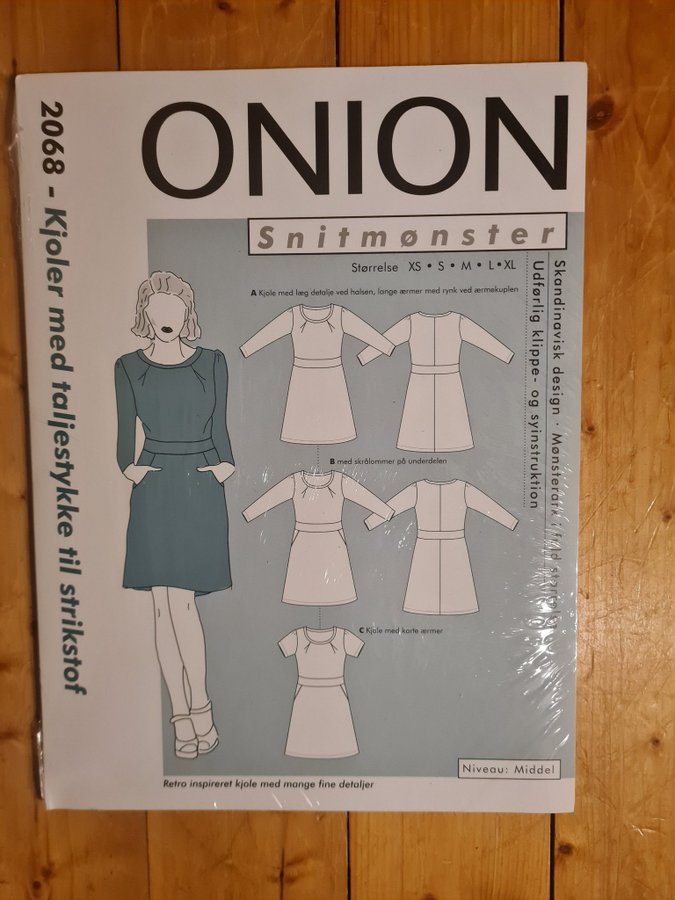 ONION
Snitmønster
Størrelse XS • S • M • L • XL
2068 - Kjoler med taljestykke til strikstof
Skandinavisk design · Mønsterark i fuld størrelse
Udførlig klippe- og syinstruktion
A Kjole med læg detalje ved halsen, lange ærmer med rynk ved ærmekuplen
B med skrålommer på underdelen
C Kjole med korte ærmer
Niveau: Middel
Retro inspireret kjole med mange fine detaljer